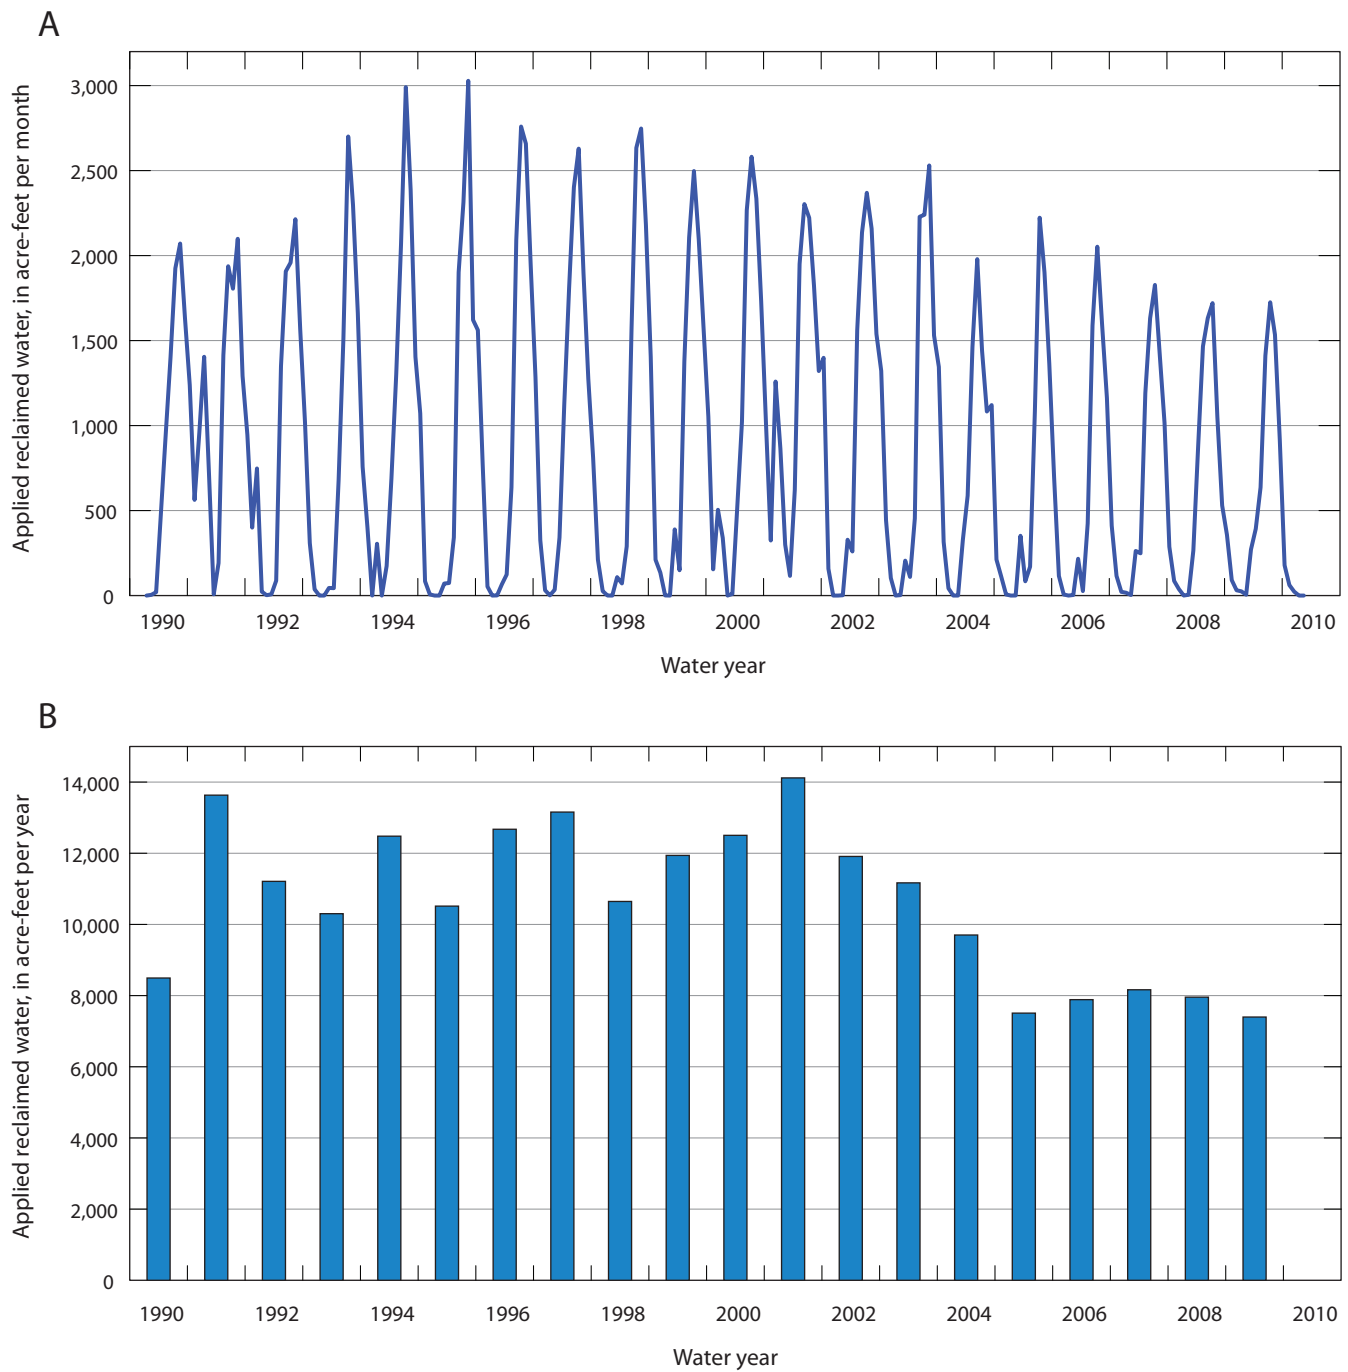 A
Applied reclaimed water, in acre-feet per month
3,000
2,500
2,000
1,500
1,000
500
0
1990 1992 1994 1996 1998 2000 2002 2004 2006 2008 2010
Water year
B
Applied reclaimed water, in acre-feet per year
14,000
12,000
10,000
8,000
6,000
4,000
2,000
0
1990 1992 1994 1996 1998 2000 2002 2004 2006 2008 2010
Water year